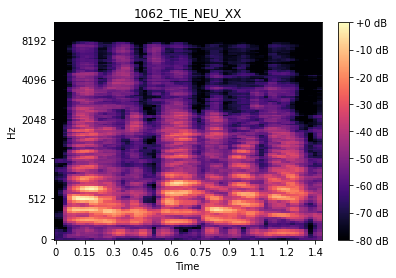 1062_TIE_NEU_XX
+0 dB
8192
-10 dB
4096
-20 dB
-30 dB
2048
Hz
-40 dB
1024
-50 dB
512
-60 dB
-70 dB
0
-80 dB
0 0.15 0.3 0.45 0.6 0.75 0.9 1.1 1.2 1.4
Time